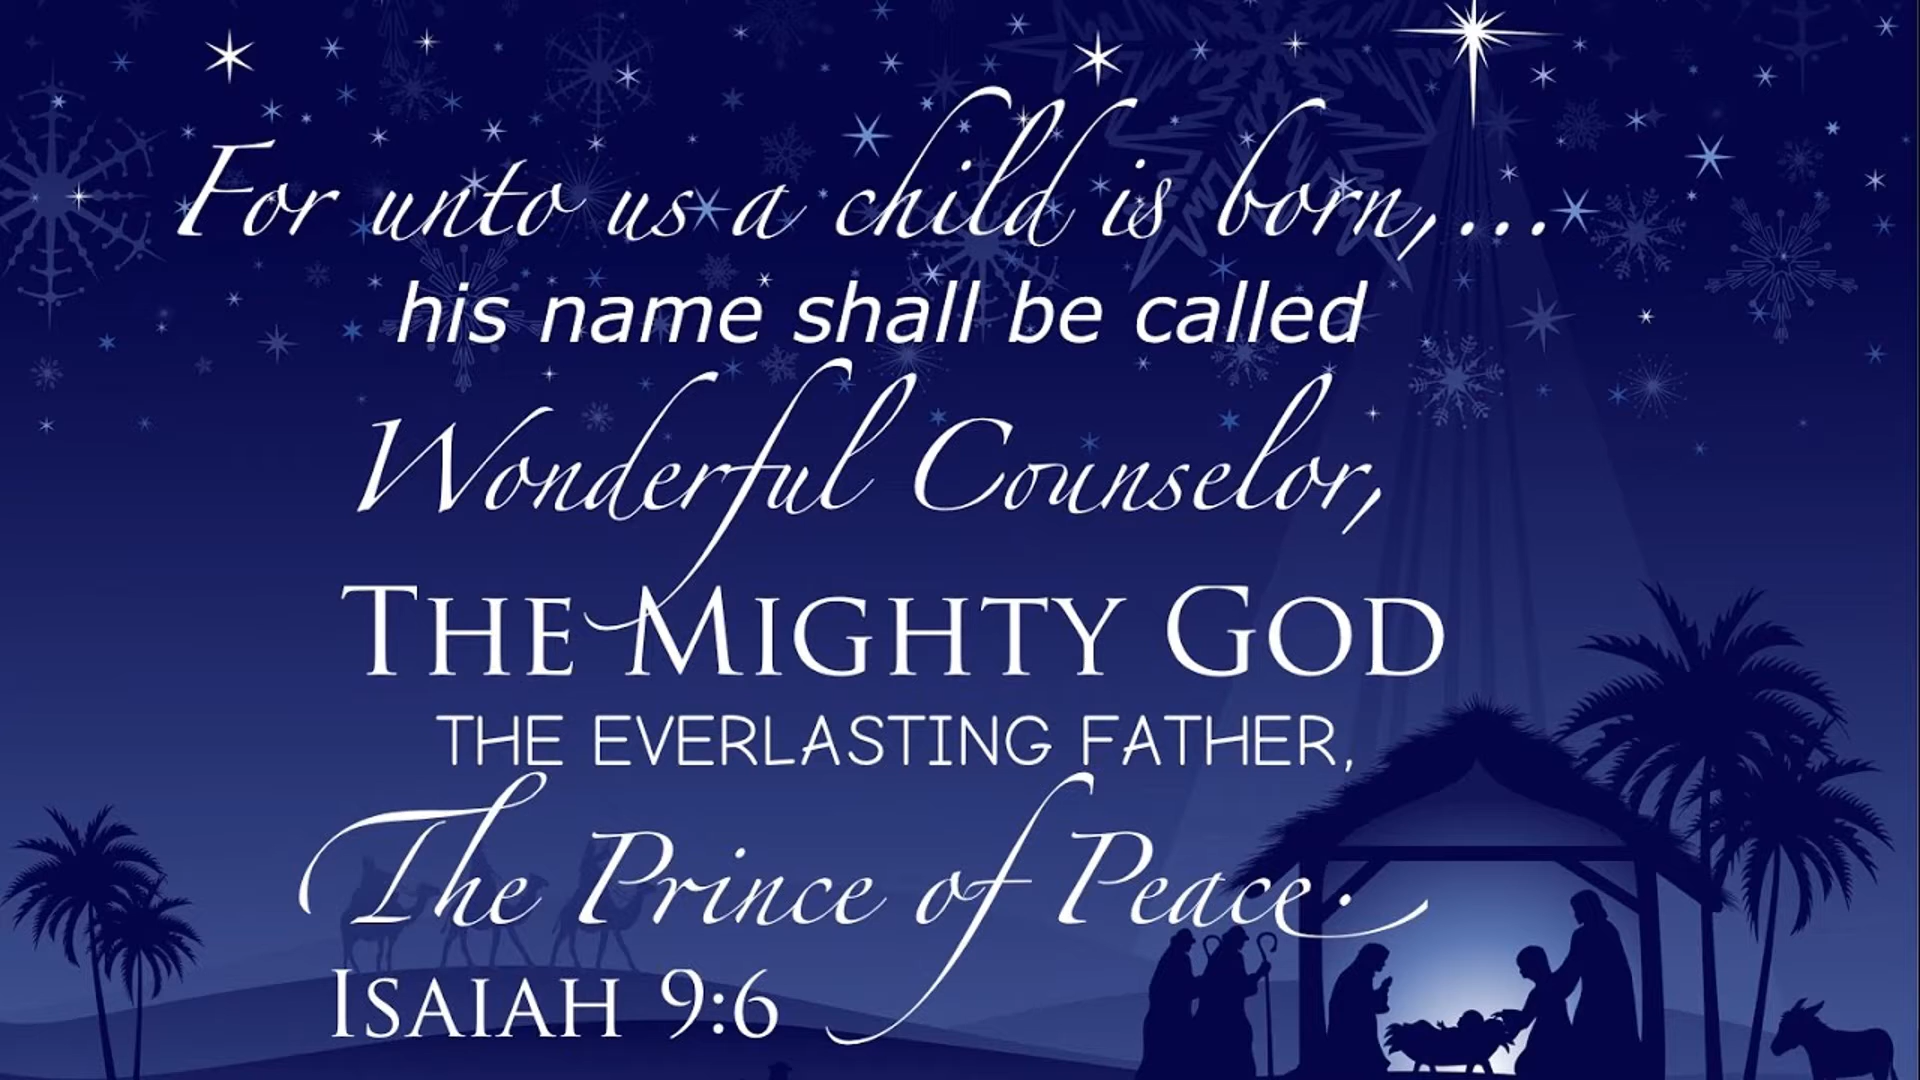 For unto us a child is born,...
his name shall be called
Wonderful Counselor,
THE MIGHTY GOD
THE EVERLASTING FATHER,
The Prince of Peace.
ISAIAH 9:6